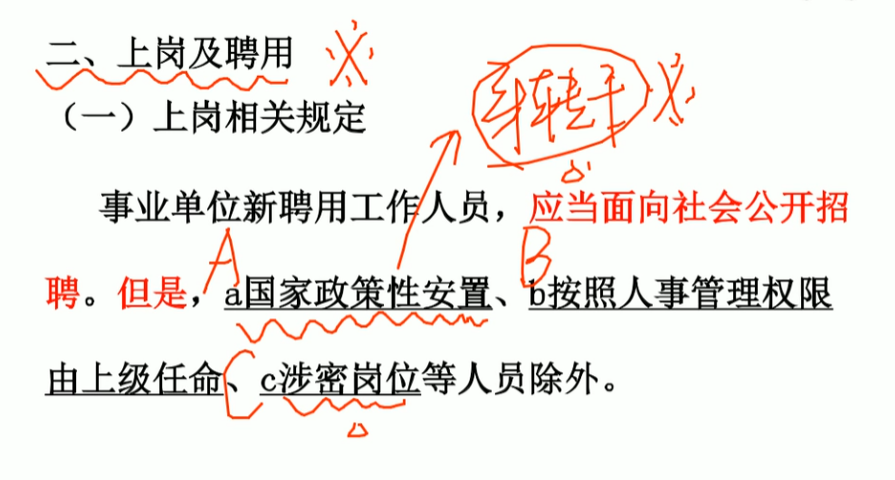 二、上岗及聘用
（一）上岗相关规定
军转干
事业单位新聘用工作人员，应当面向社会公开招
A B
聘。但是，a国家政策性安置、b按照人事管理权限
由上级任命、c涉密岗位等人员除外。